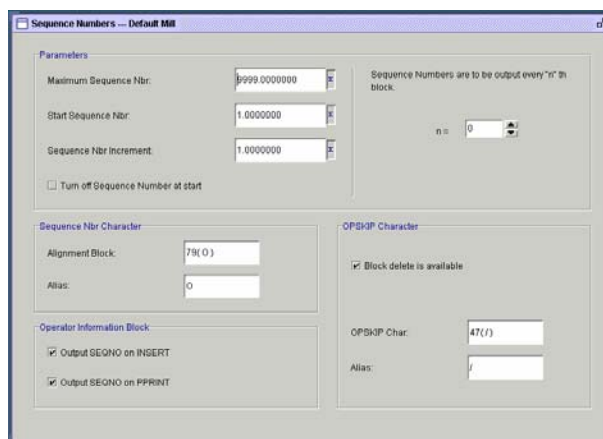 Sequence Numbers --- Default Mill
Parameters
Maximum Sequence Nbr:
9999.0000000
Start Sequence Nbr:
1.0000000
Sequence Nbr Increment:
1.0000000
Turn off Sequence Number at start
Sequence Numbers are to be output every "n" th
block.
n =
0
Sequence Nbr Character
Alignment Block:
79( O )
Alias:
O
Operator Information Block
Output SEQNO on INSERT
Output SEQNO on PPRINT
OPSKIP Character
Block delete is available
OPSKIP Char:
47(/)
Alias:
/